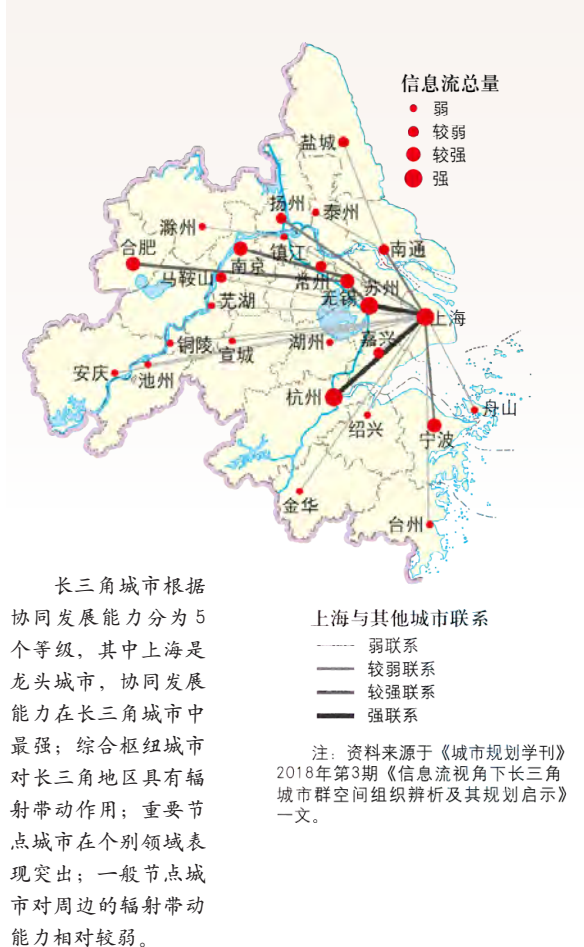 信息流总量
弱
较弱
较强
强
盐城
扬州
泰州
滁州
合肥
镇江
南通
南京
马鞍山
常州
苏州
无锡
芜湖
上海
铜陵
宣城
湖州
嘉兴
安庆
池州
杭州
舟山
绍兴
宁波
金华
台州
长三角城市根据
协同发展能力分为5
个等级，其中上海是
龙头城市，协同发展
能力在长三角城市中
最强；综合枢纽城市
对长三角地区具有辐
射带动作用；重要节
点城市在个别领域表
现突出；一般节点城
市对周边的辐射带动
能力相对较弱。
上海与其他城市联系
弱联系
较弱联系
较强联系
强联系
注：资料来源于《城市规划学刊》
2018年第3期《信息流视角下长三角
城市群空间组织辨析及其规划启示》
一文。